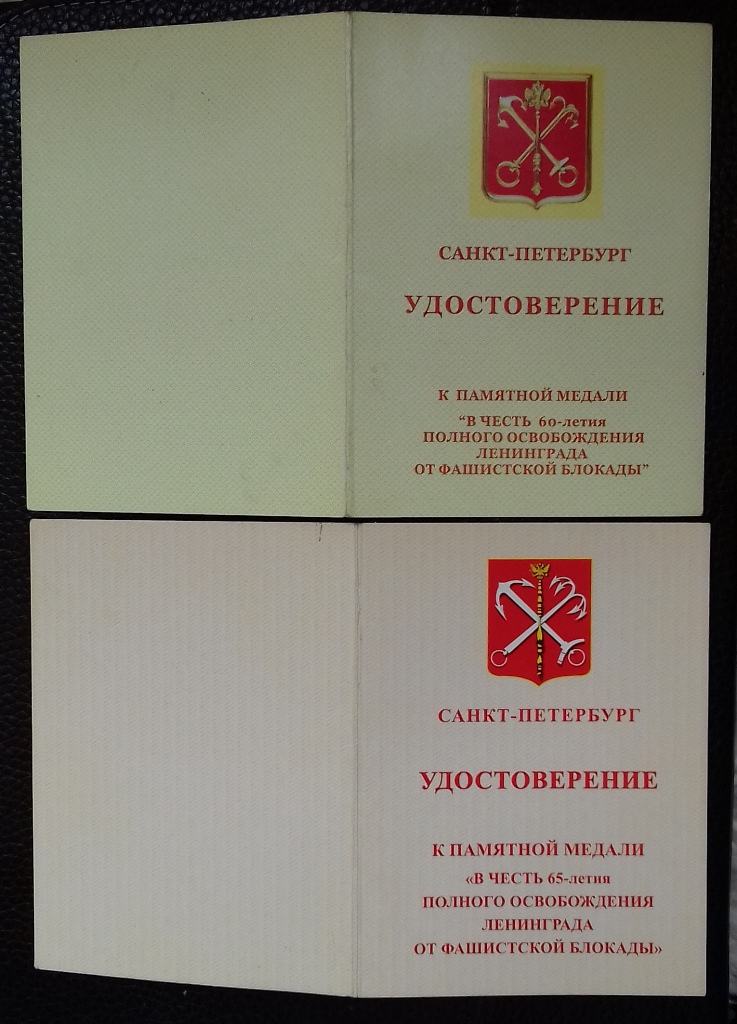 САНКТ-ПЕТЕРБУРГ
УДОСТОВЕРЕНИЕ
К ПАМЯТНОЙ МЕДАЛИ
"В ЧЕСТЬ 60-летия
ПОЛНОГО ОСВОБОЖДЕНИЯ
ЛЕНИНГРАДА
ОТ ФАШИСТСКОЙ БЛОКАДЫ"
САНКТ-ПЕТЕРБУРГ
УДОСТОВЕРЕНИЕ
К ПАМЯТНОЙ МЕДАЛИ
«В ЧЕСТЬ 65-летия
ПОЛНОГО ОСВОБОЖДЕНИЯ
ЛЕНИНГРАДА
ОТ ФАШИСТСКОЙ БЛОКАДЫ»